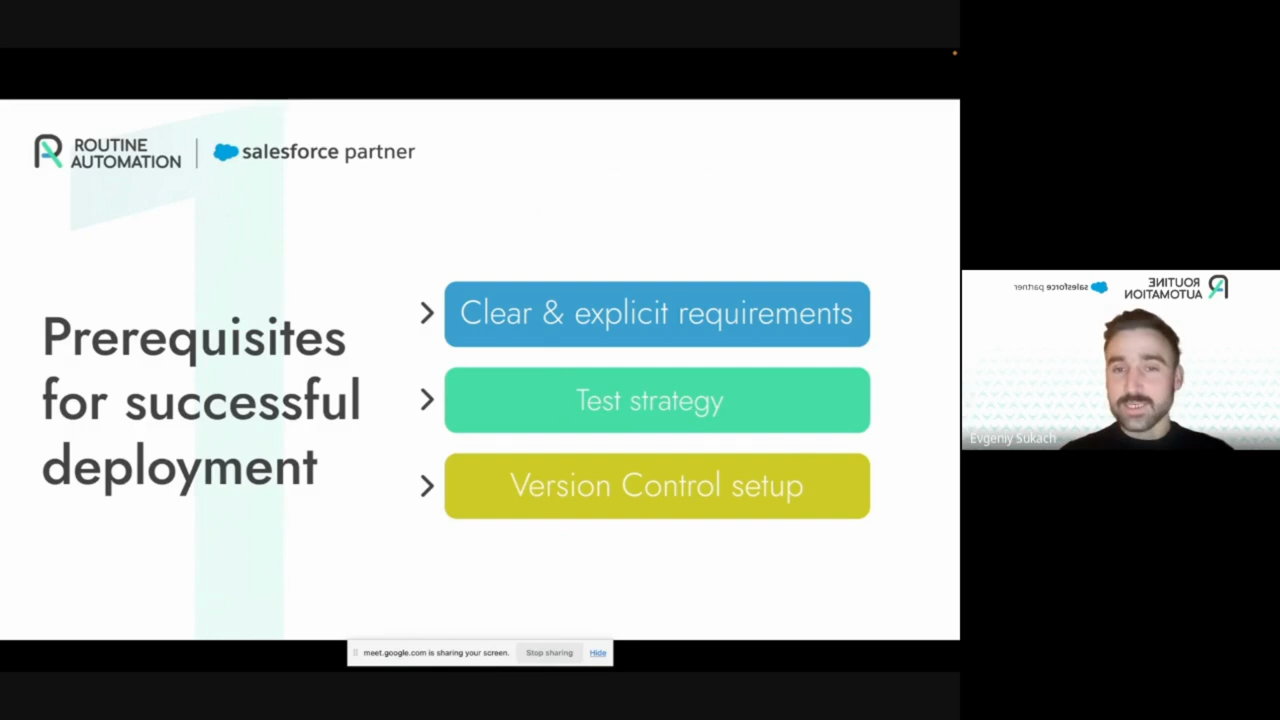 ROUTINE
AUTOMATION
salesforce partner
Prerequisites
for successful
deployment
Clear & explicit requirements
Test strategy
Version Control setup
meet.google.com is sharing your screen.
Stop sharing
Hide
salesforce partner
ROUTINE
AUTOMATION
Evgeniy Sukach